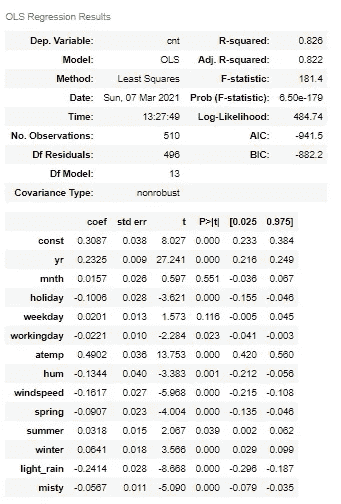 OLS Regression Results
Dep. Variable: cnt R-squared: 0.826
Model: OLS Adj. R-squared: 0.822
Method: Least Squares F-statistic: 181.4
Date: Sun, 07 Mar 2021 Prob (F-statistic): 6.50e-179
Time: 13:27:49 Log-Likelihood: 484.74
No. Observations: 510 AIC: -941.5
Df Residuals: 496 BIC: -882.2
Df Model: 13
Covariance Type: nonrobust
coef std err t P>|t| [0.025 0.975]
const 0.3087 0.038 8.027 0.000 0.233 0.384
yr 0.2325 0.009 27.241 0.000 0.216 0.249
mnth 0.0157 0.026 0.597 0.551 -0.036 0.067
holiday -0.1006 0.028 -3.621 0.000 -0.155 -0.046
weekday 0.0201 0.013 1.573 0.116 -0.005 0.045
workingday -0.0221 0.010 -2.284 0.023 -0.041 -0.003
atemp 0.4902 0.036 13.753 0.000 0.420 0.560
hum -0.1344 0.040 -3.383 0.001 -0.212 -0.056
windspeed -0.1617 0.027 -5.968 0.000 -0.215 -0.108
spring -0.0907 0.023 -4.004 0.000 -0.135 -0.046
summer 0.0318 0.015 2.067 0.039 0.002 0.062
winter 0.0641 0.018 3.566 0.000 0.029 0.099
light_rain -0.2414 0.028 -8.668 0.000 -0.296 -0.187
misty -0.0567 0.011 -5.090 0.000 -0.079 -0.035